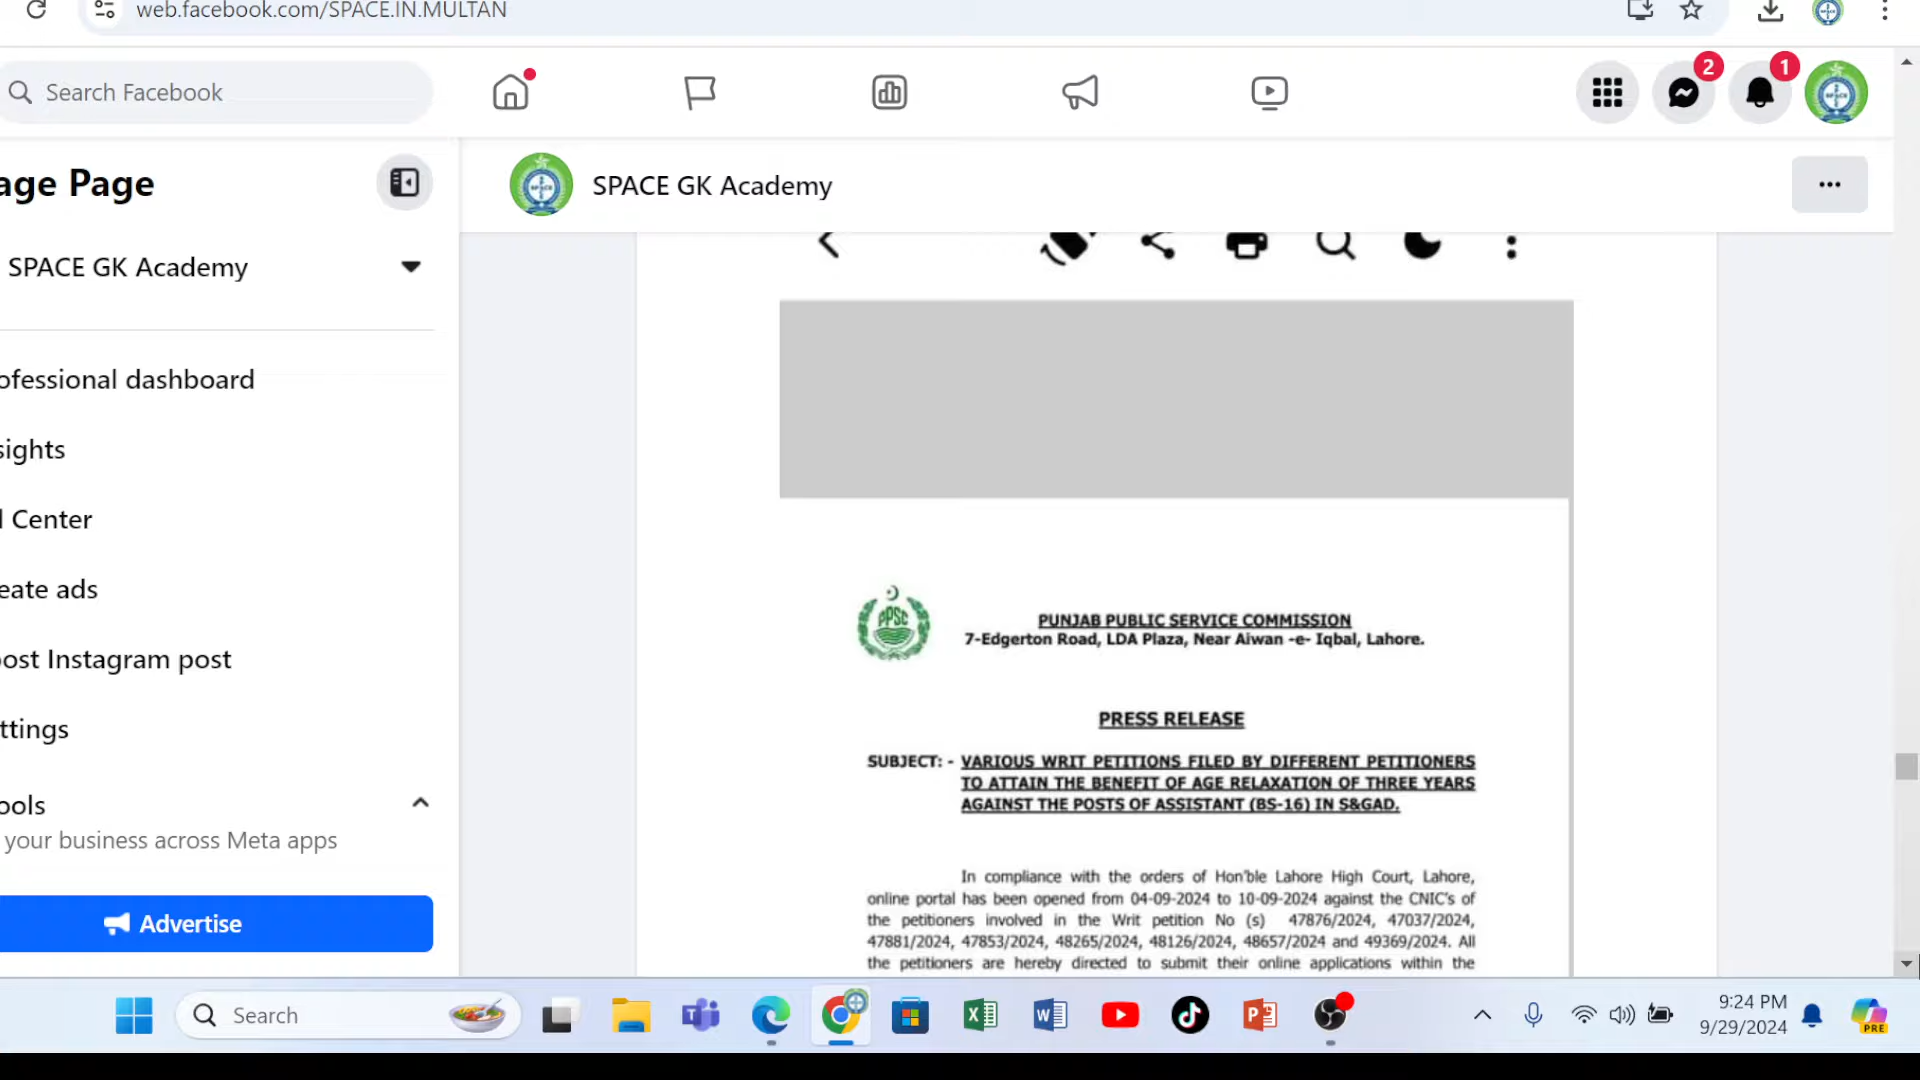 web.facebook.com/SPACE.IN.MULTAN
Search Facebook
2
1
age Page
SPACE GK Academy
SPACE GK Academy
ofessional dashboard
sights
l Center
eate ads
ost Instagram post
ttings
ools
your business across Meta apps
Advertise
PPSC
PUNJAB PUBLIC SERVICE COMMISSION
7-Edgerton Road, LDA Plaza, Near Aiwan -e- Iqbal, Lahore.
PRESS RELEASE
SUBJECT: - VARIOUS WRIT PETITIONS FILED BY DIFFERENT PETITIONERS
TO ATTAIN THE BENEFIT OF AGE RELAXATION OF THREE YEARS
AGAINST THE POSTS OF ASSISTANT (BS-16) IN S&GAD.
In compliance with the orders of Hon'ble Lahore High Court, Lahore,
online portal has been opened from 04-09-2024 to 10-09-2024 against the CNIC's of
the petitioners involved in the Writ petition No (s) 47876/2024, 47037/2024,
47881/2024, 47853/2024, 48265/2024, 48126/2024, 48657/2024 and 49369/2024. All
the petitioners are hereby directed to submit their online applications within the
Search
9:24 PM
9/29/2024
PRE